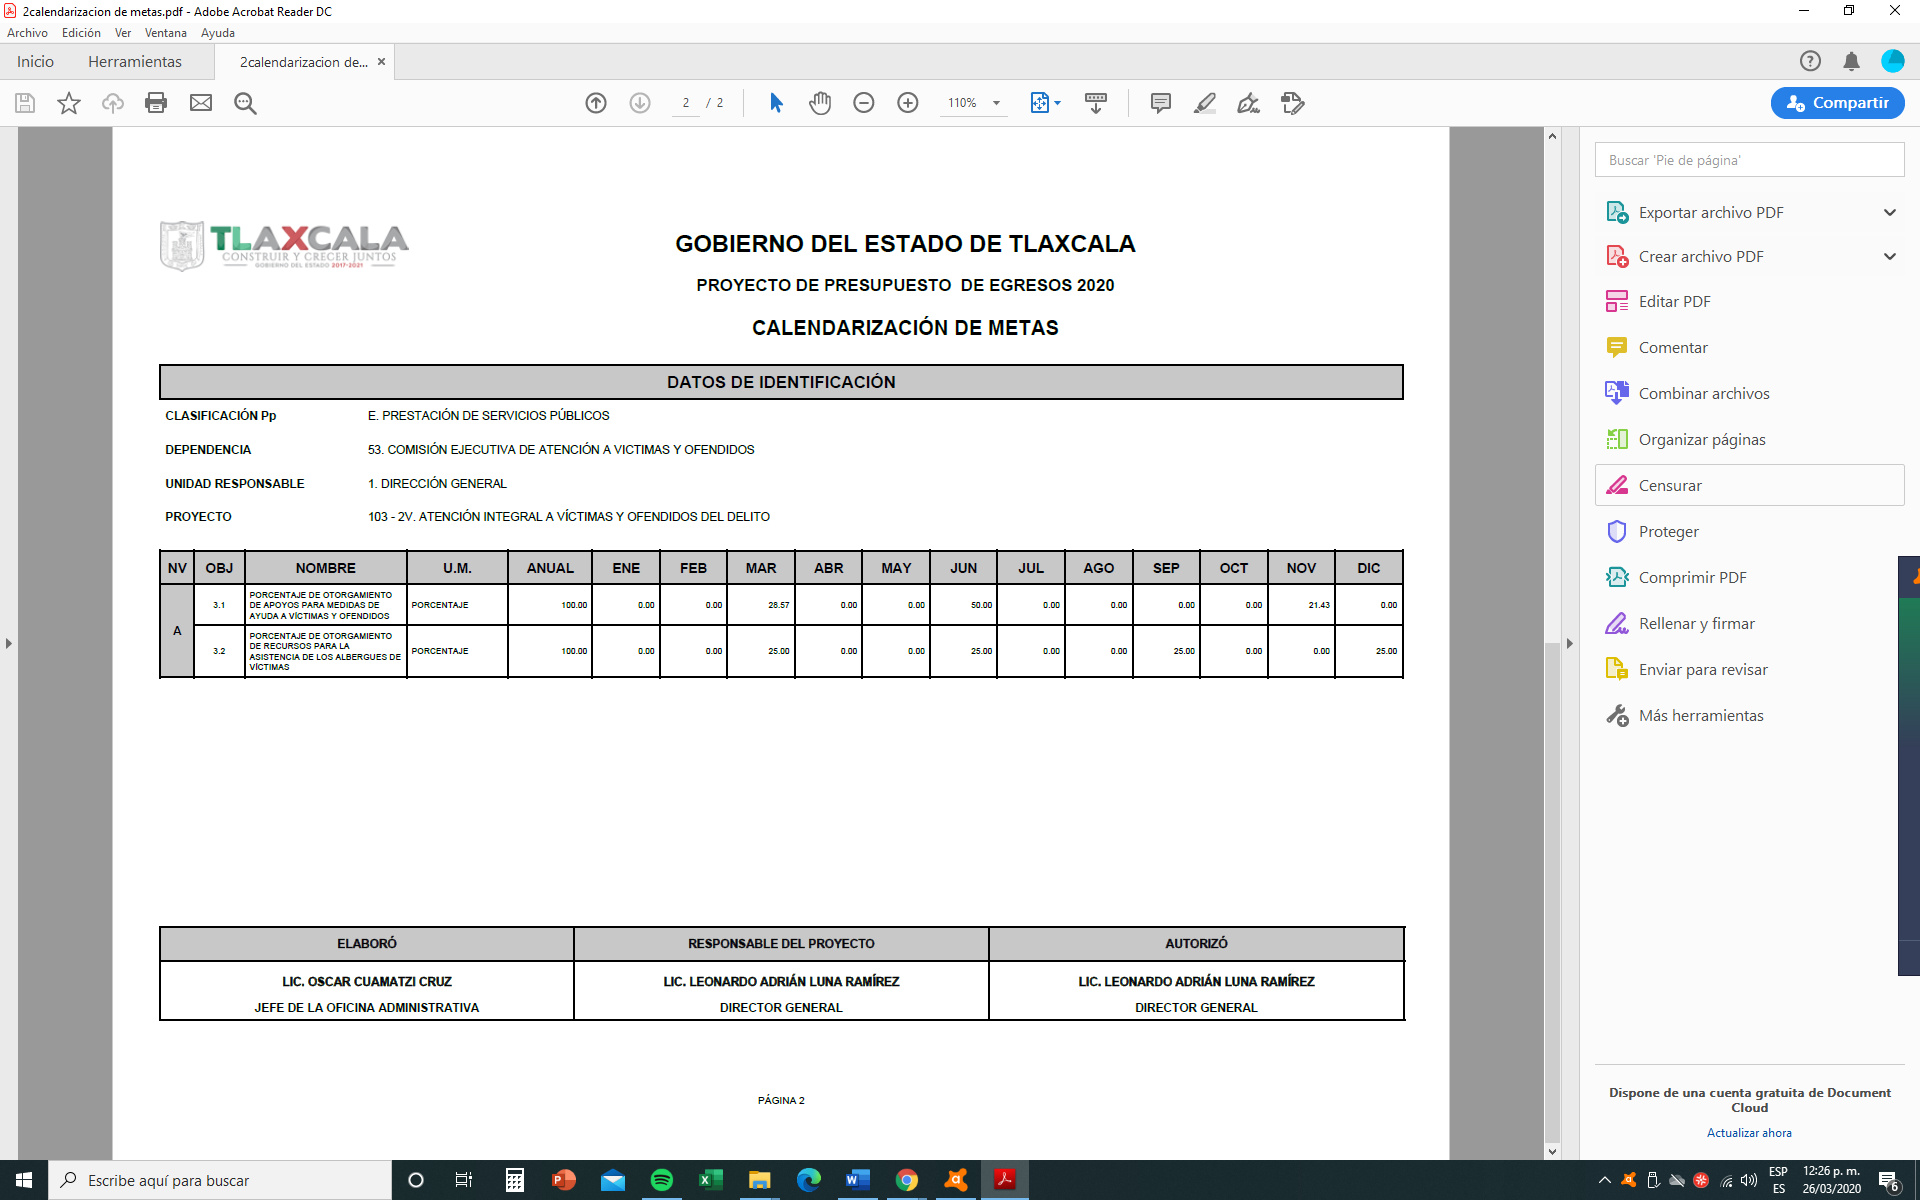 2calendarizacion de metas.pdf - Adobe Acrobat Reader DC
Archivo Edición Ver Ventana Ayuda
Inicio Herramientas 2calendarizacion de... ×
2 / 2 110% Compartir
TLAXCALA
CONSTRUIR Y CRECER JUNTOS
GOBIERNO DEL ESTADO 2017-2021
GOBIERNO DEL ESTADO DE TLAXCALA
PROYECTO DE PRESUPUESTO DE EGRESOS 2020
CALENDARIZACIÓN DE METAS
DATOS DE IDENTIFICACIÓN
CLASIFICACIÓN Pp E. PRESTACIÓN DE SERVICIOS PÚBLICOS
DEPENDENCIA 53. COMISIÓN EJECUTIVA DE ATENCIÓN A VICTIMAS Y OFENDIDOS
UNIDAD RESPONSABLE 1. DIRECCIÓN GENERAL
PROYECTO 103 - 2V. ATENCIÓN INTEGRAL A VÍCTIMAS Y OFENDIDOS DEL DELITO
NV OBJ NOMBRE U.M. ANUAL ENE FEB MAR ABR MAY JUN JUL AGO SEP OCT NOV DIC
A
3.1 PORCENTAJE DE OTORGAMIENTO
DE APOYOS PARA MEDIDAS DE
AYUDA A VÍCTIMAS Y OFENDIDOS
PORCENTAJE 100.00 0.00 0.00 28.57 0.00 0.00 50.00 0.00 0.00 0.00 0.00 21.43 0.00
3.2 PORCENTAJE DE OTORGAMIENTO
DE RECURSOS PARA LA
ASISTENCIA DE LOS ALBERGUES DE
VÍCTIMAS
PORCENTAJE 100.00 0.00 0.00 25.00 0.00 0.00 25.00 0.00 0.00 25.00 0.00 0.00 25.00
ELABORÓ RESPONSABLE DEL PROYECTO AUTORIZÓ
LIC. OSCAR CUAMATZI CRUZ LIC. LEONARDO ADRIÁN LUNA RAMÍREZ LIC. LEONARDO ADRIÁN LUNA RAMÍREZ
JEFE DE LA OFICINA ADMINISTRATIVA DIRECTOR GENERAL DIRECTOR GENERAL
PÁGINA 2
Buscar 'Pie de página'
Exportar archivo PDF
Crear archivo PDF
Editar PDF
Comentar
Combinar archivos
Organizar páginas
Censurar
Proteger
Comprimir PDF
Rellenar y firmar
Enviar para revisar
Más herramientas
Dispone de una cuenta gratuita de Document
Cloud
Actualizar ahora
Escribe aquí para buscar
ESP
ES
12:26 p. m.
26/03/2020
6